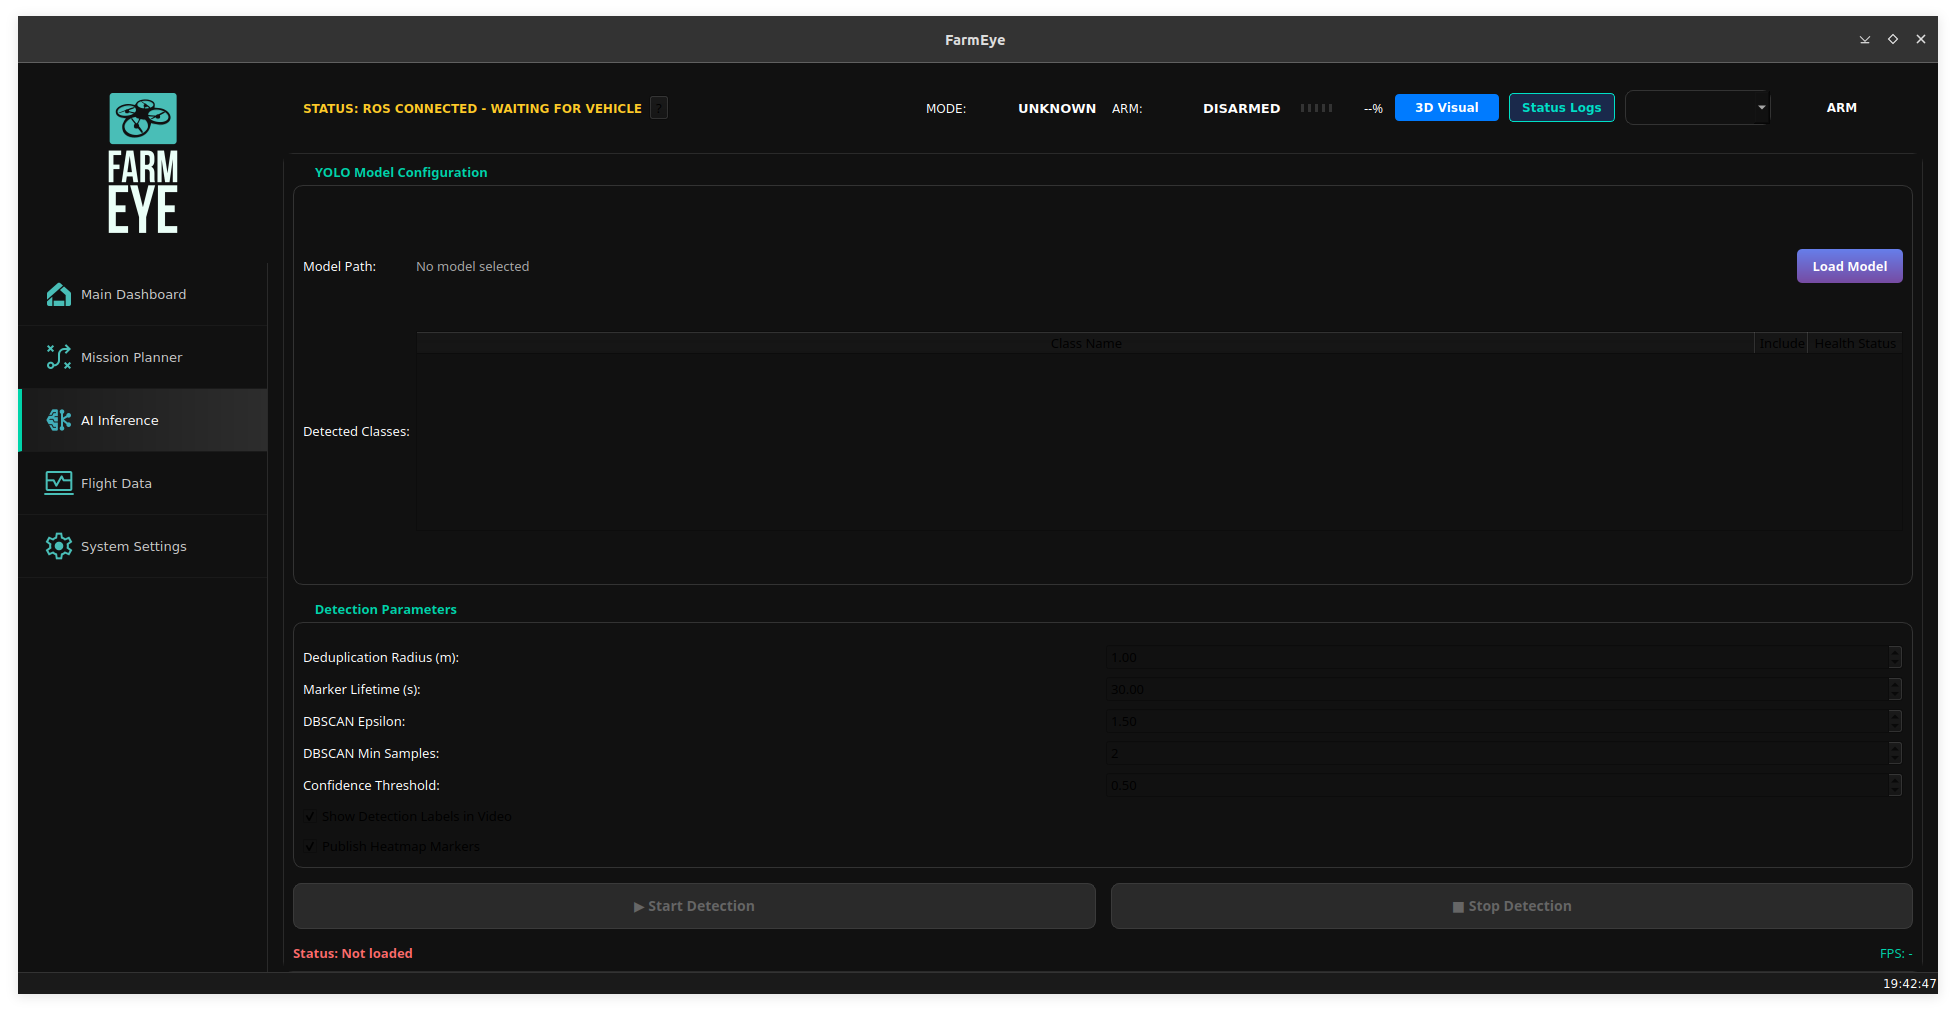 FarmEye
FARM
EYE
STATUS: ROS CONNECTED - WAITING FOR VEHICLE
?
MODE: UNKNOWN ARM: DISARMED --% 3D Visual Status Logs ARM
Main Dashboard
Mission Planner
AI Inference
Flight Data
System Settings
YOLO Model Configuration
Model Path: No model selected Load Model
Class Name Include Health Status
Detected Classes:
Detection Parameters
Deduplication Radius (m): 1.00
Marker Lifetime (s): 30.00
DBSCAN Epsilon: 1.50
DBSCAN Min Samples: 2
Confidence Threshold: 0.50
✓ Show Detection Labels in Video
✓ Publish Heatmap Markers
▶ Start Detection ■ Stop Detection
Status: Not loaded FPS: -
19:42:47